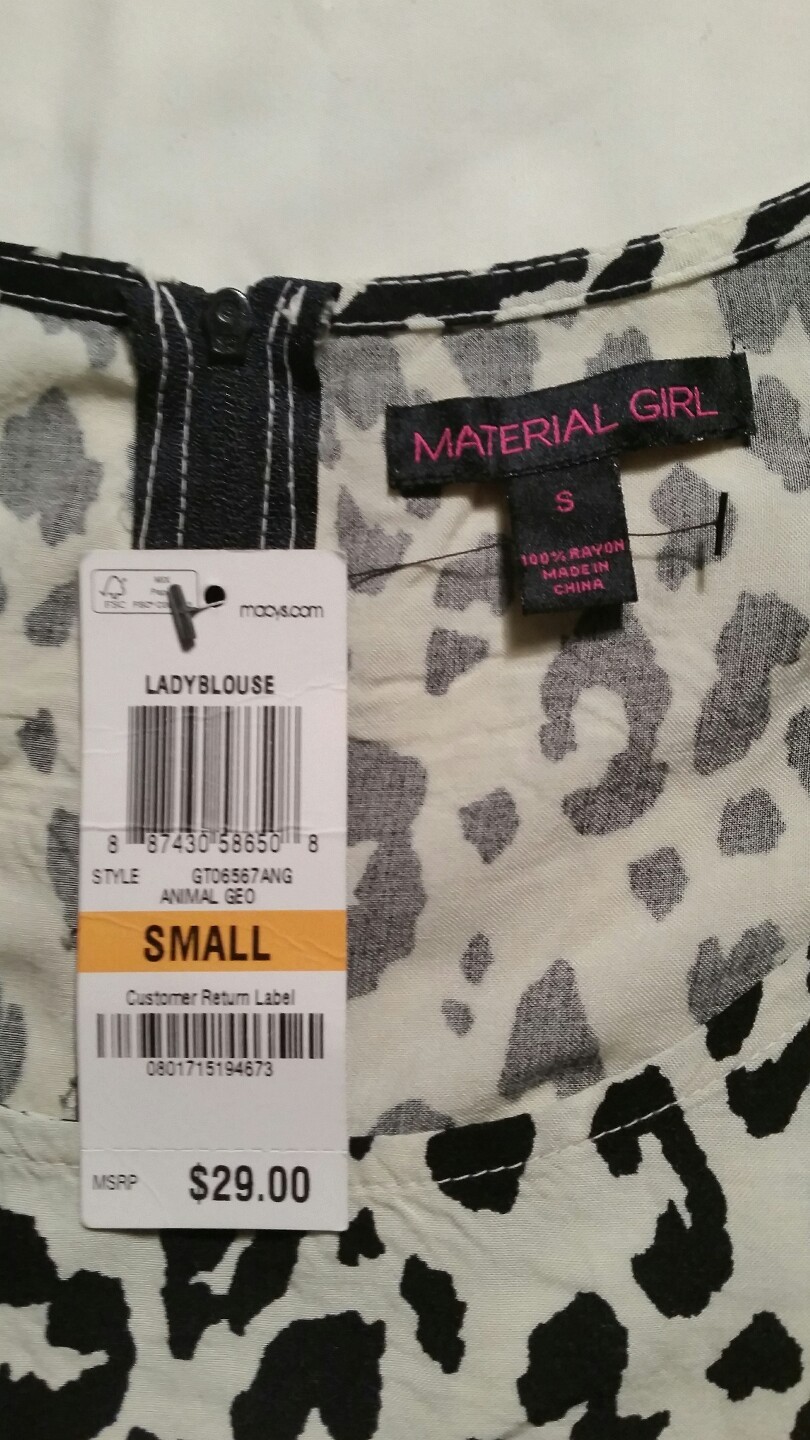 MATERIAL GIRL
S
100% RAYON
MADE IN
CHINA
FSC
macys.com
LADYBLOUSE
8 87430 58650 8
STYLE GT06567ANG
ANIMAL GEO
SMALL
Customer Return Label
0801715194673
MSRP $29.00